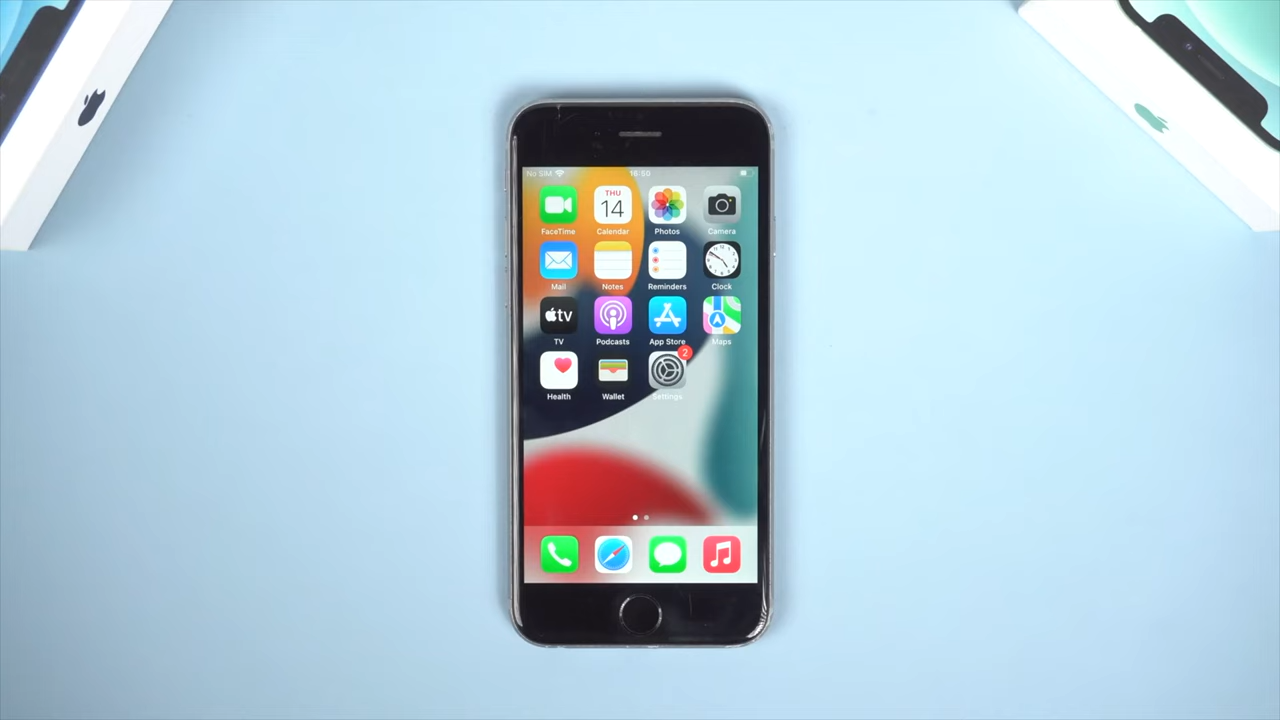 No SIM 16:50
THU
14
FaceTime Calendar Photos Camera
Mail Notes Reminders Clock
tv
TV Podcasts App Store Maps
2
Health Wallet Settings